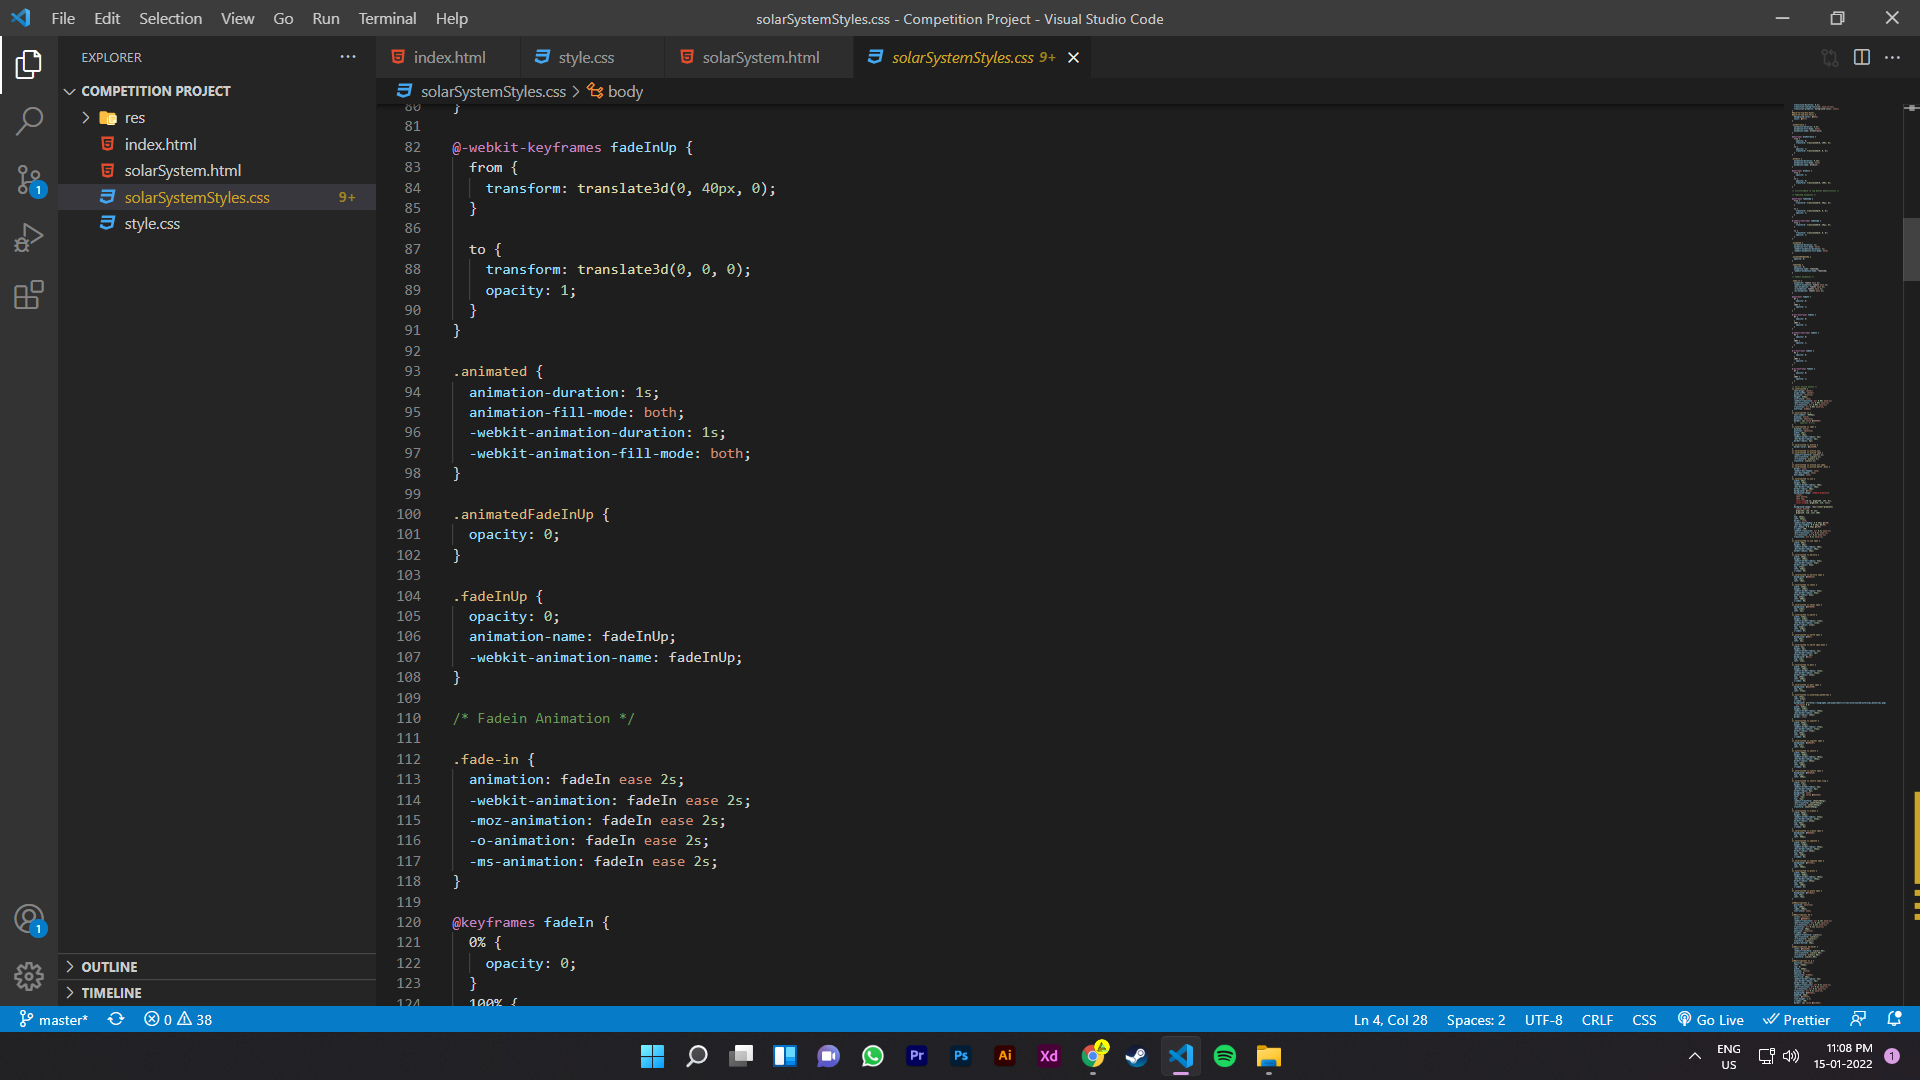 File Edit Selection View Go Run Terminal Help
solarSystemStyles.css - Competition Project - Visual Studio Code
EXPLORER
COMPETITION PROJECT
res
index.html
solarSystem.html
solarSystemStyles.css 9+
style.css
OUTLINE
TIMELINE
index.html
style.css
solarSystem.html
solarSystemStyles.css 9+
solarSystemStyles.css > body
80 }
81
82 @-webkit-keyframes fadeInUp {
83 from {
84 transform: translate3d(0, 40px, 0);
85 }
86
87 to {
88 transform: translate3d(0, 0, 0);
89 opacity: 1;
90 }
91 }
92
93 .animated {
94 animation-duration: 1s;
95 animation-fill-mode: both;
96 -webkit-animation-duration: 1s;
97 -webkit-animation-fill-mode: both;
98 }
99
100 .animatedFadeInUp {
101 opacity: 0;
102 }
103
104 .fadeInUp {
105 opacity: 0;
106 animation-name: fadeInUp;
107 -webkit-animation-name: fadeInUp;
108 }
109
110 /* Fadein Animation */
111
112 .fade-in {
113 animation: fadeIn ease 2s;
114 -webkit-animation: fadeIn ease 2s;
115 -moz-animation: fadeIn ease 2s;
116 -o-animation: fadeIn ease 2s;
117 -ms-animation: fadeIn ease 2s;
118 }
119
120 @keyframes fadeIn {
121 0% {
122 opacity: 0;
123 }
124 100% {
1
1
master* 0 38
Ln 4, Col 28 Spaces: 2 UTF-8 CRLF CSS Go Live Prettier
Pr Ps Ai Xd
ENG
US
11:08 PM
15-01-2022
1